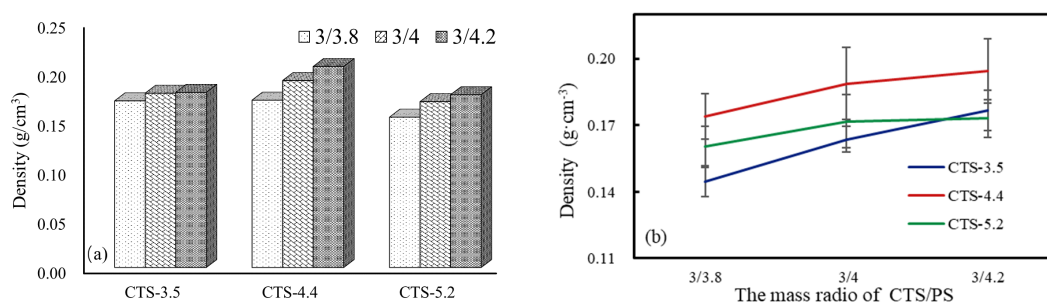 0.25
0.20
0.15
0.10
0.05
0.00
Density (g/cm³)
3/3.8 3/4 3/4.2
(a)
CTS-3.5 CTS-4.4 CTS-5.2
0.20
0.17
0.14
0.11
Density (g·cm⁻³)
CTS-3.5
CTS-4.4
CTS-5.2
(b)
3/3.8 3/4 3/4.2
The mass radio of CTS/PS